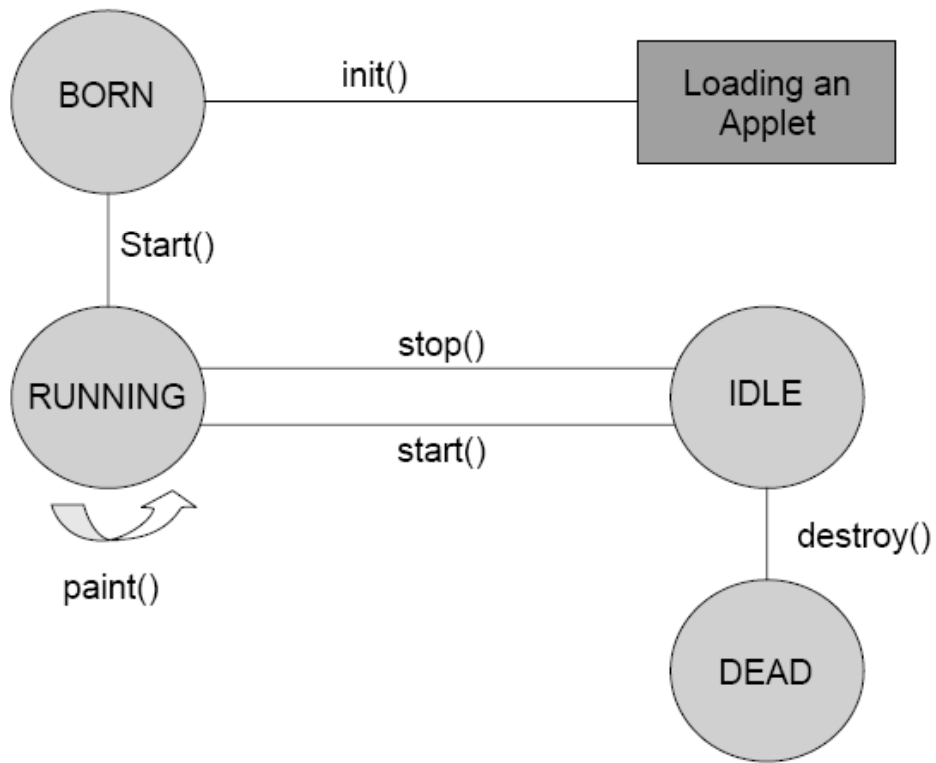 BORN
init()
Loading an
Applet
Start()
RUNNING
stop()
start()
IDLE
paint()
destroy()
DEAD